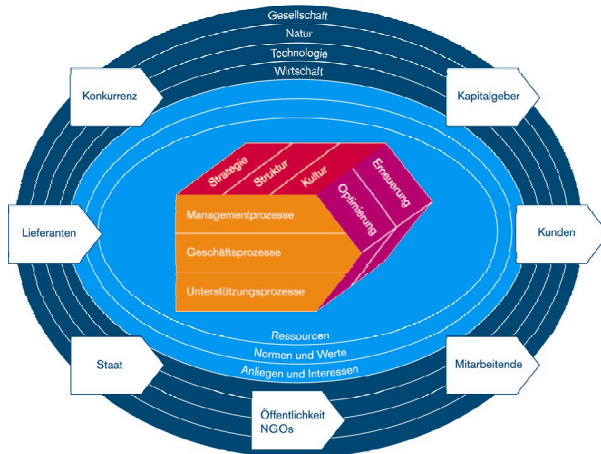 Gesellschaft
Natur
Technologie
Wirtschaft
Konkurrenz
Kapitalgeber
Strategie
Struktur
Kultur
Erneuerung
Optimierung
Managementprozesse
Geschäftsprozesse
Unterstützungsprozesse
Lieferanten
Kunden
Ressourcen
Normen und Werte
Anliegen und Interessen
Staat
Mitarbeitende
Öffentlichkeit
NGOs